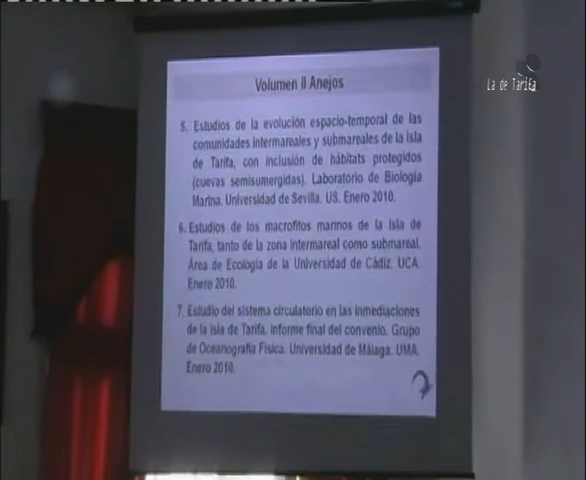 La de Tarifa
Volumen II Anejos
5. Estudios de la evolución espacio-temporal de las
comunidades intermareales y submareales de la Isla
de Tarifa, con inclusión de hábitats protegidos
(cuevas semisumergidas). Laboratorio de Biología
Marina. Universidad de Sevilla. US. Enero 2010.
6. Estudios de los macrofitos marinos de la Isla de
Tarifa, tanto de la zona intermareal como submareal.
Área de Ecología de la Universidad de Cádiz. UCA.
Enero 2010.
7. Estudio del sistema circulatorio en las inmediaciones
de la isla de Tarifa. Informe final del convenio. Grupo
de Oceanografía Física. Universidad de Málaga. UMA.
Enero 2010.